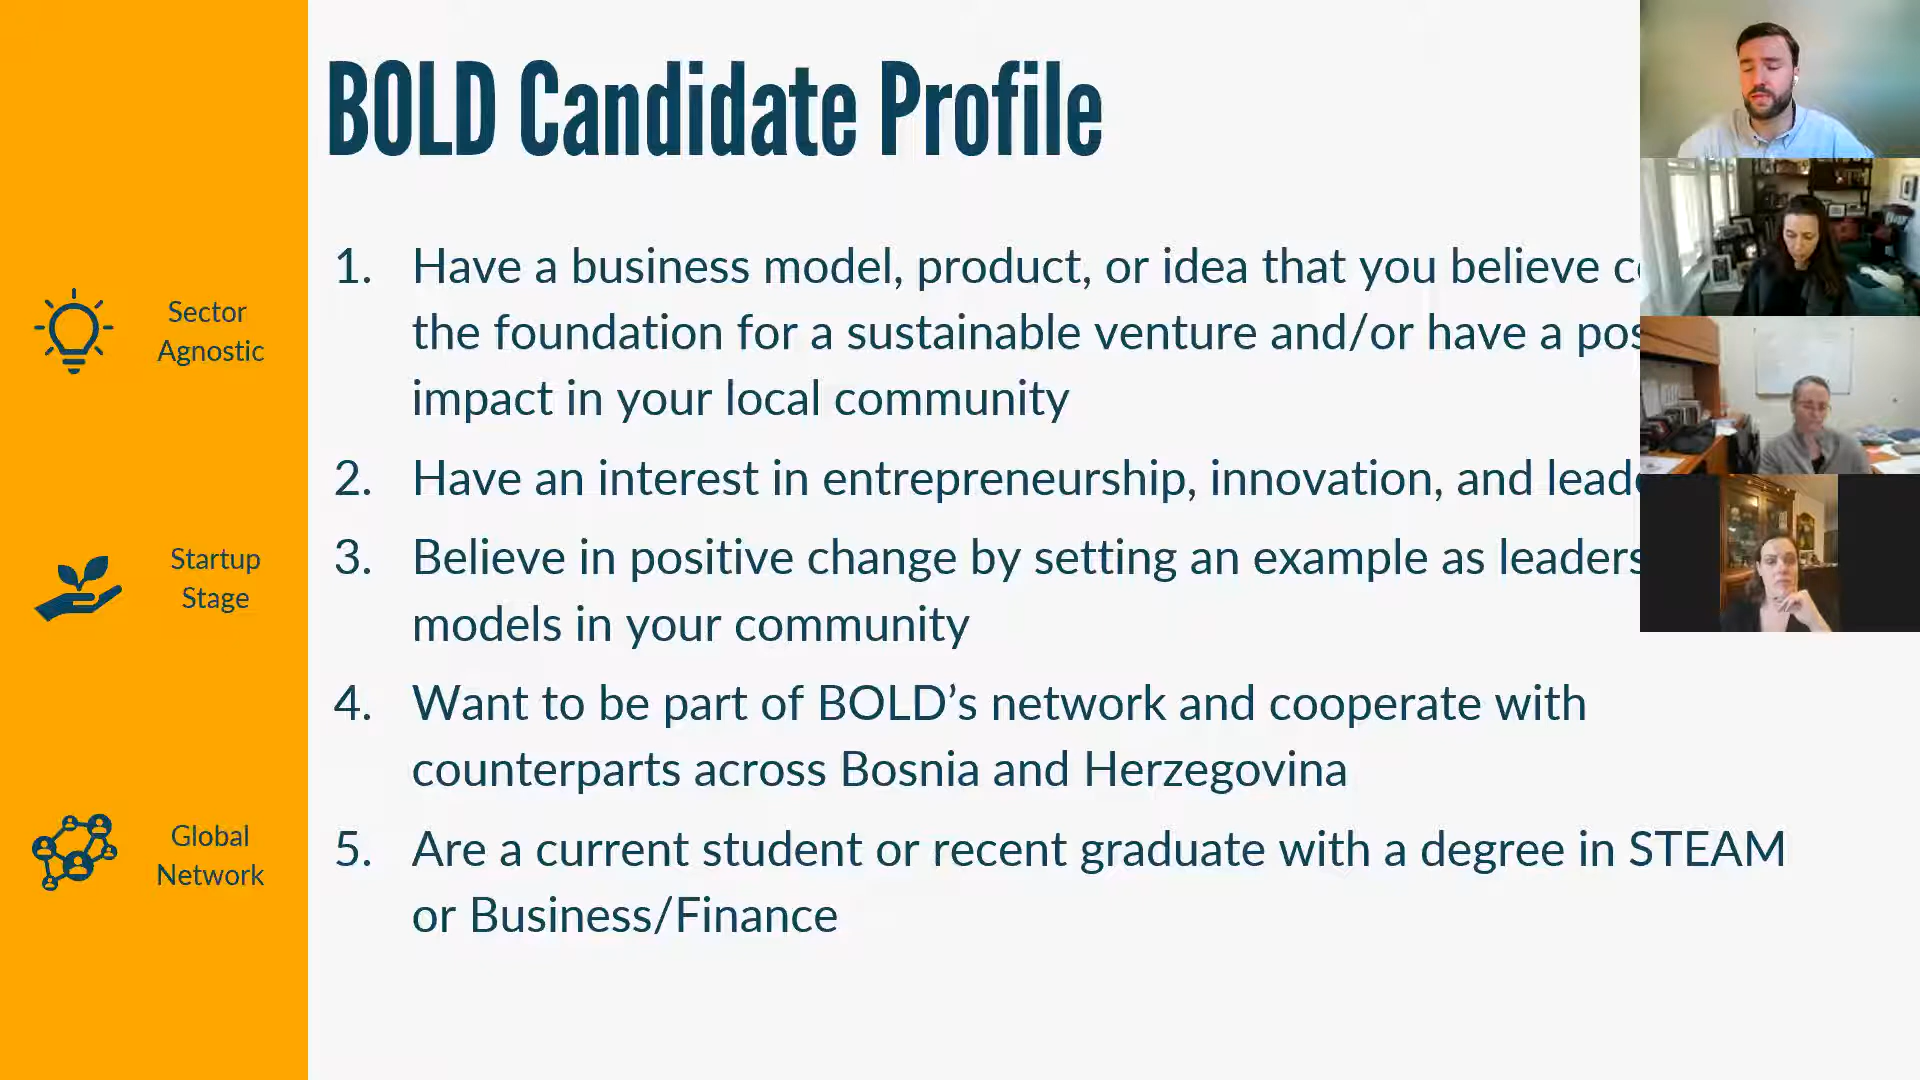 BOLD Candidate Profile
1. Have a business model, product, or idea that you believe
the foundation for a sustainable venture and/or have a
impact in your local community
2. Have an interest in entrepreneurship, innovation, and
3. Believe in positive change by setting an example as leaders
models in your community
4. Want to be part of BOLD’s network and cooperate with
counterparts across Bosnia and Herzegovina
5. Are a current student or recent graduate with a degree in STEAM
or Business/Finance
Sector
Agnostic
Startup
Stage
Global
Network